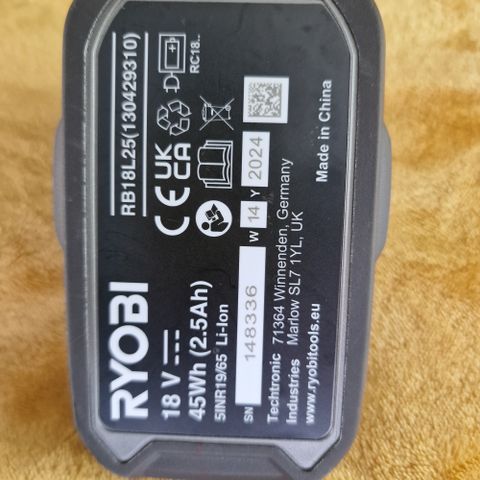 RB18L25(130429310)
RC18..
CE UK CA
RYOBI
18 V
45Wh (2.5Ah)
5INR19/65 Li-Ion
SN 148336 W 14 Y 2024
Techtronic 71364 Winnenden, Germany
Industries Marlow SL7 1YL, UK
www.ryobitools.eu Made in China